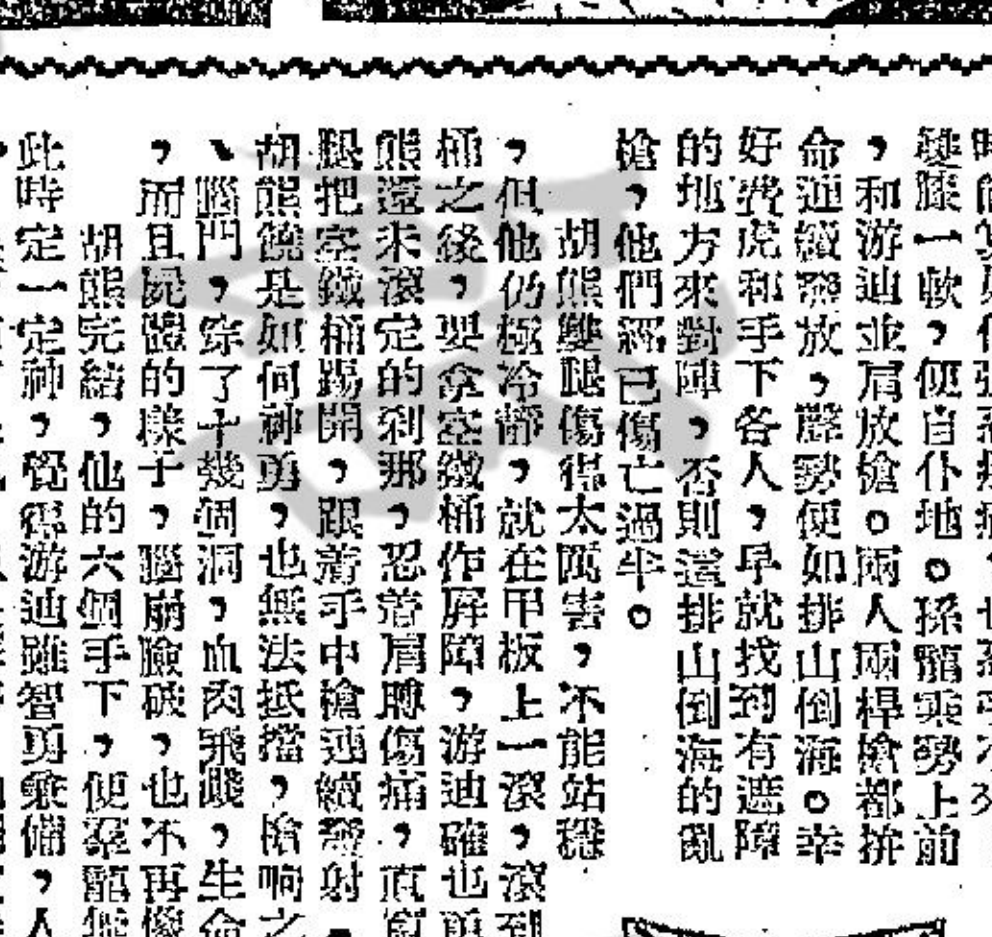 雙膝一軟，便自仆地。孫龍乘勢上前
，和游迪並肩放槍。兩人兩桿槍都拚
命連續發放，聲勢便如排山倒海。幸
好費虎和手下各人，早就找到有遮障
的地方來對陣，否則這排山倒海的亂
槍，他們經已傷亡過半。
胡熊雙腿傷得太厲害，不能站穩
，但他仍極冷靜，就在甲板上一滾，滾到
桶之後，要拿空鐵桶作屏障，游迪確也
熊還未滾定的刹那，忍着肩膊傷痛，直
腿把空鐵桶踢開，跟着手中槍連續發射
胡熊饒是如何神勇，也無法抵擋，槍响之
、腦門，穿了十幾個洞，血肉飛濺，生命
，而且屍體的樣子，腦崩臉破，也不再像
胡熊完結，他的六個手下，便羣龍
此時定一定神，覺得游迪雖智勇兼備，人